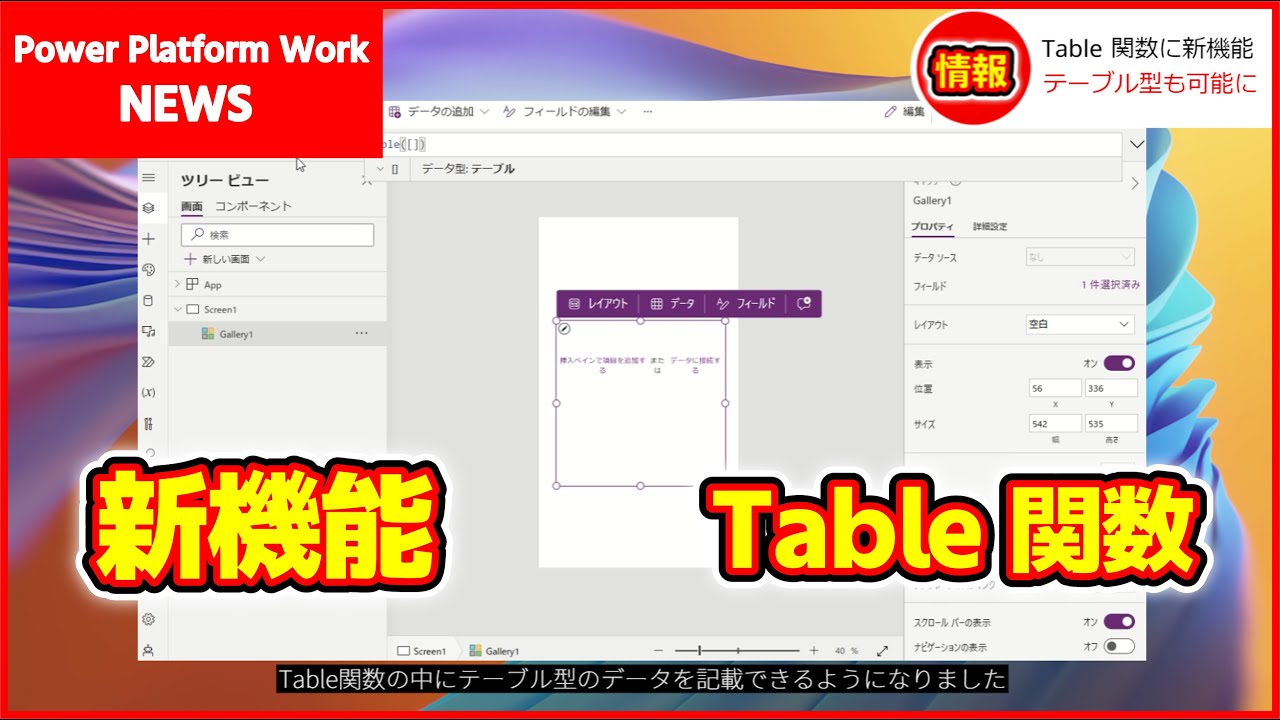 Power Platform Work
NEWS
情報
Table 関数に新機能
テーブル型も可能に
データの追加
フィールドの編集
編集
ble([])
[]
データ型: テーブル
ツリー ビュー
画面 コンポーネント
検索
新しい画面
App
Screen1
Gallery1
レイアウト
データ
フィールド
挿入ペインで項目を追加する
または
データに接続する
Gallery1
プロパティ 詳細設定
データ ソース
なし
フィールド
1 件選択済み
レイアウト
空白
表示
オン
位置
56
336
X
Y
サイズ
542
535
幅
高さ
新機能
Table 関数
スクロール バーの表示
オン
ナビゲーションの表示
オフ
Screen1
Gallery1
40 %
Table関数の中にテーブル型のデータを記載できるようになりました